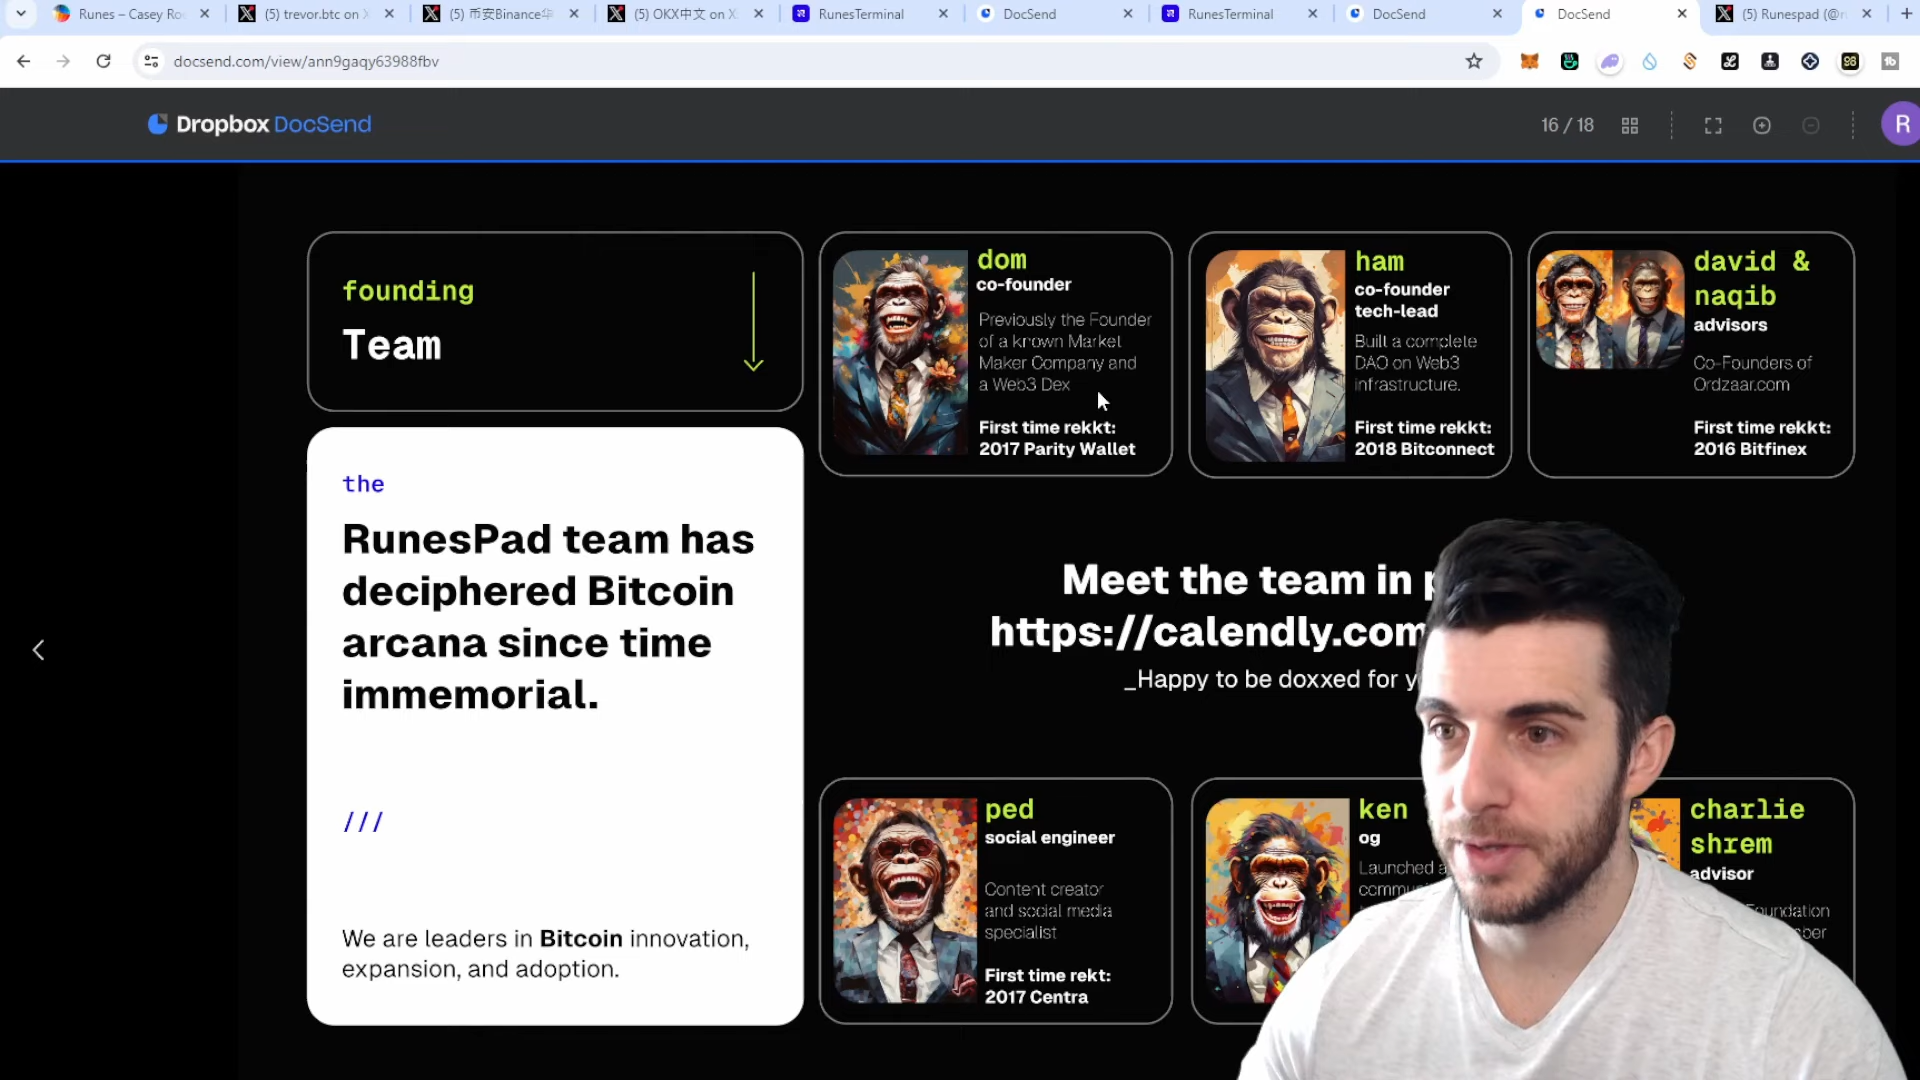 Runes – Casey Ro
(5) trevor.btc on X
(5) 币安Binance华
(5) OKX中文 on X
RunesTerminal
DocSend
RunesTerminal
DocSend
DocSend
(5) Runespad (@r
docsend.com/view/ann9gaqy63988fbv
Dropbox DocSend
16 / 18
R
founding
Team
the
RunesPad team has
deciphered Bitcoin
arcana since time
immemorial.
///
We are leaders in Bitcoin innovation,
expansion, and adoption.
dom
co-founder
Previously the Founder
of a known Market
Maker Company and
a Web3 Dex
First time rekkt:
2017 Parity Wallet
ham
co-founder
tech-lead
Built a complete
DAO on Web3
infrastructure.
First time rekkt:
2018 Bitconnect
david &
naqib
advisors
Co-Founders of
Ordzaar.com
First time rekkt:
2016 Bitfinex
Meet the team in
https://calendly.com
_Happy to be doxxed for
ped
social engineer
Content creator
and social media
specialist
First time rekt:
2017 Centra
ken
og
Launched a
charlie
shrem
advisor